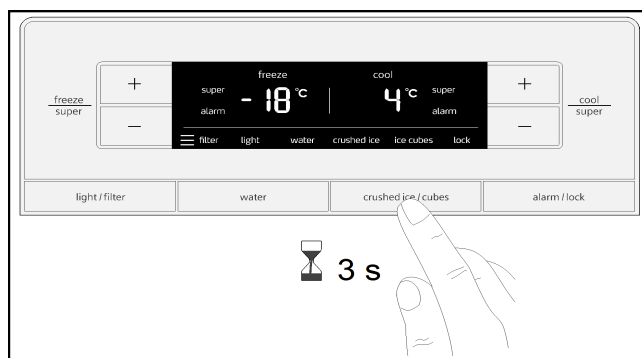 freeze
cool
super
- 18 °C
4 °C
super
alarm
alarm
filter light water crushed ice ice cubes lock
+
-
+
-
freeze
super
cool
super
light / filter
water
crushed ice / cubes
alarm / lock
3 s